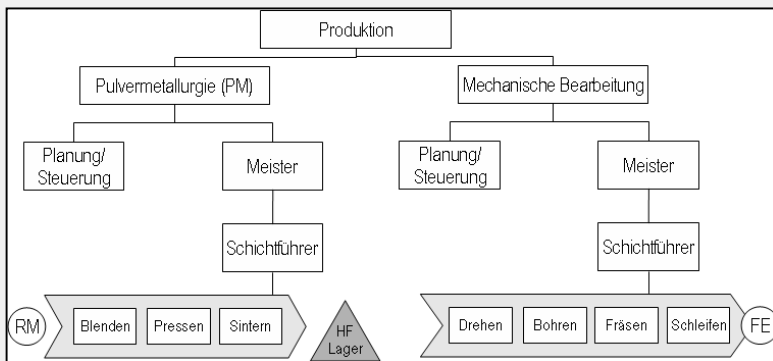 Produktion
Pulvermetallurgie (PM)
Mechanische Bearbeitung
Planung/
Steuerung
Meister
Planung/
Steuerung
Meister
Schichtführer
Schichtführer
RM
Blenden
Pressen
Sintern
HF
Lager
Drehen
Bohren
Fräsen
Schleifen
FE